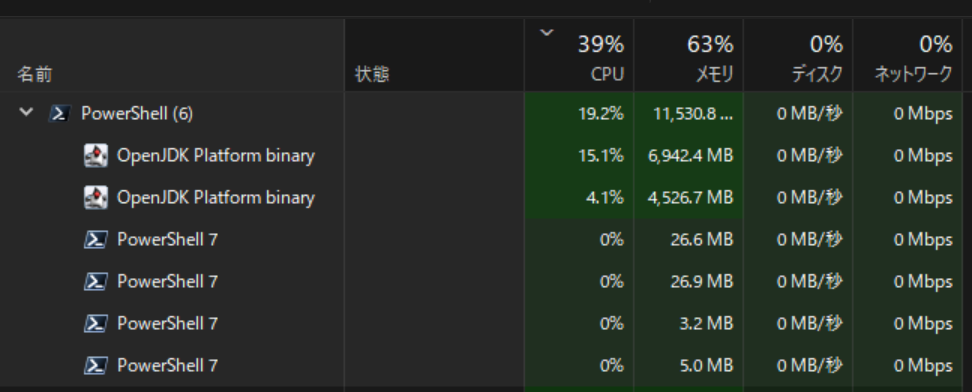 39% 63% 0% 0%
名前 状態 CPU メモリ ディスク ネットワーク
PowerShell (6) 19.2% 11,530.8 ... 0 MB/秒 0 Mbps
OpenJDK Platform binary 15.1% 6,942.4 MB 0 MB/秒 0 Mbps
OpenJDK Platform binary 4.1% 4,526.7 MB 0 MB/秒 0 Mbps
PowerShell 7 0% 26.6 MB 0 MB/秒 0 Mbps
PowerShell 7 0% 26.9 MB 0 MB/秒 0 Mbps
PowerShell 7 0% 3.2 MB 0 MB/秒 0 Mbps
PowerShell 7 0% 5.0 MB 0 MB/秒 0 Mbps